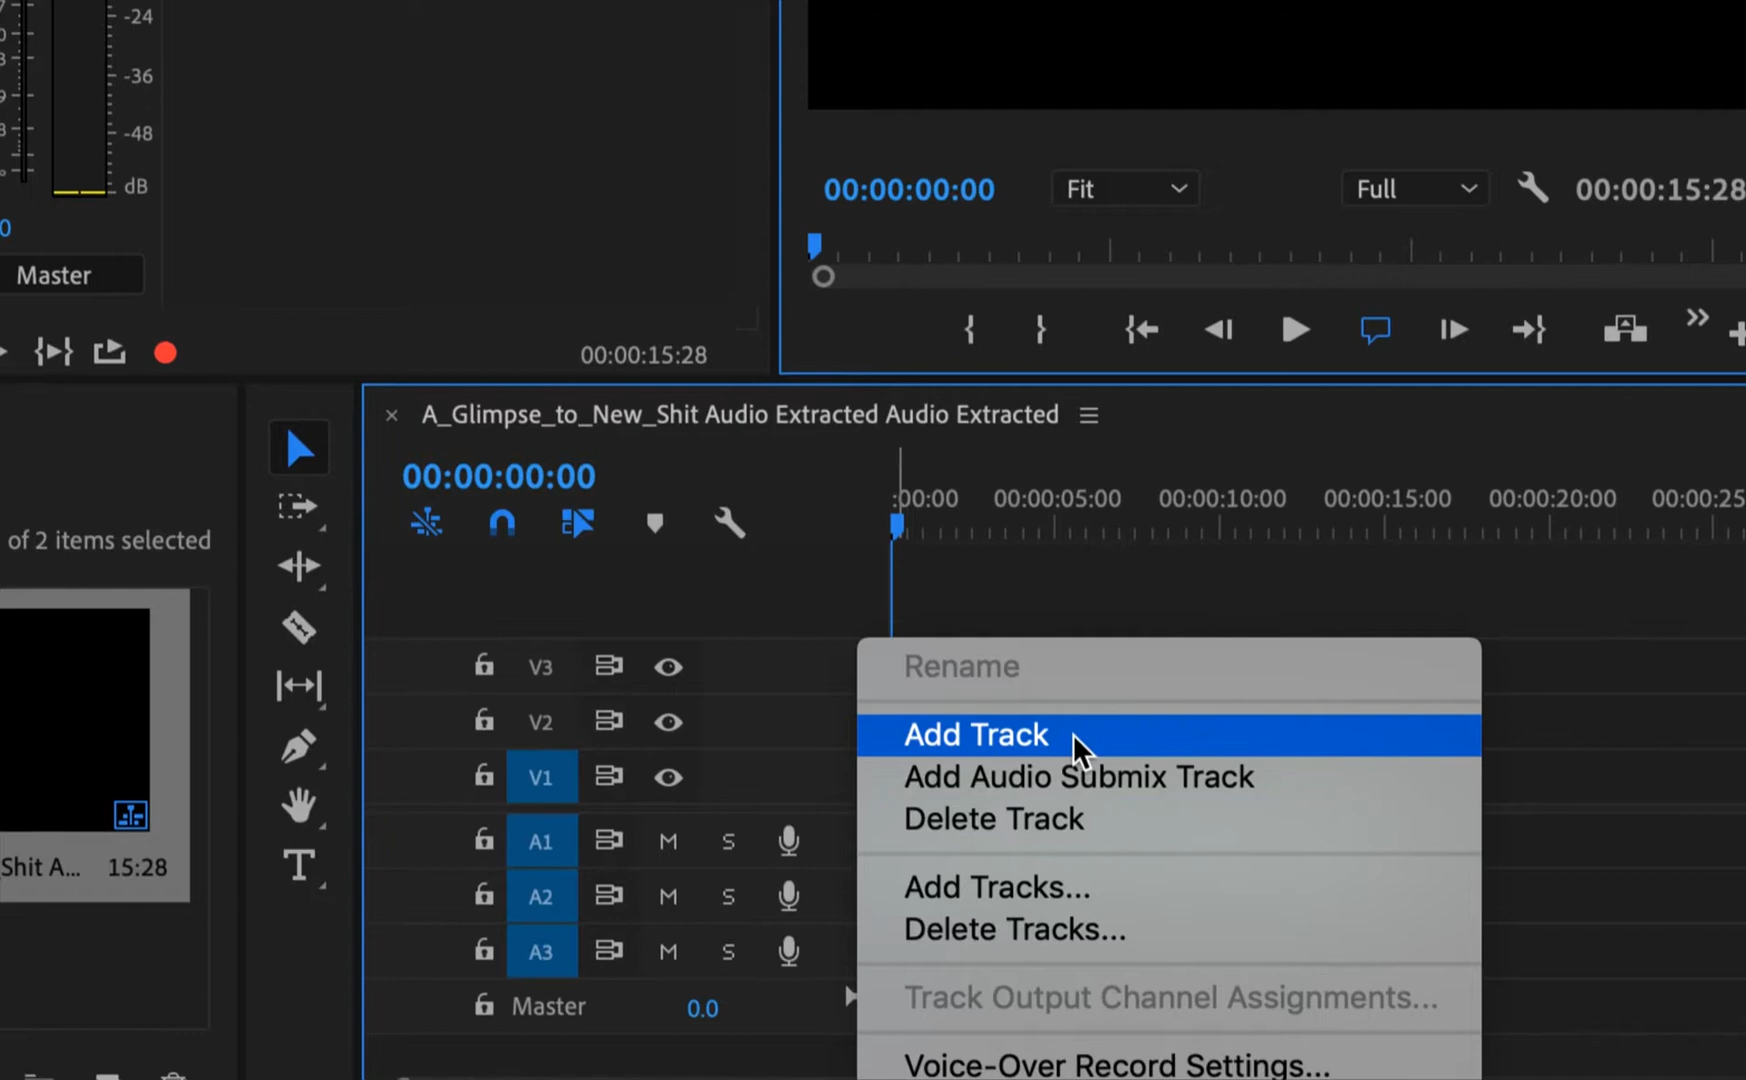 -24
-36
-48
dB
0
Master
00:00:15:28
00:00:00:00
Fit
Full
00:00:15:28
A_Glimpse_to_New_Shit Audio Extracted Audio Extracted
00:00:00:00
:00:00
00:00:05:00
00:00:10:00
00:00:15:00
00:00:20:00
00:00:25
of 2 items selected
Shit A... 15:28
T
V3
V2
V1
A1 M S
A2 M S
A3 M S
Master 0.0
Rename
Add Track
Add Audio Submix Track
Delete Track
Add Tracks...
Delete Tracks...
Track Output Channel Assignments...
Voice-Over Record Settings...